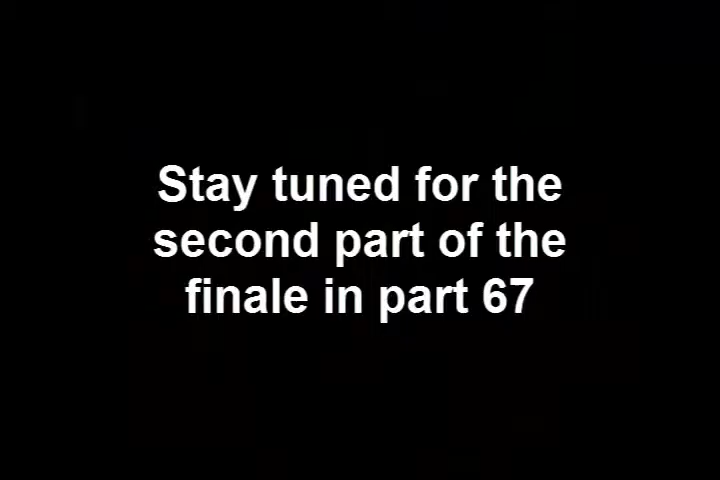 Stay tuned for the
second part of the
finale in part 67